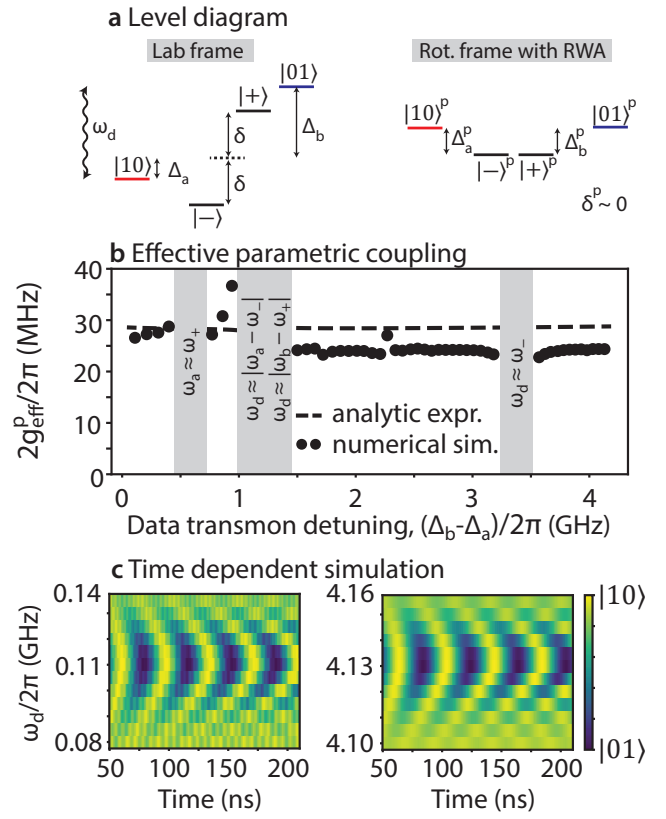 a Level diagram
Lab frame
Rot. frame with RWA
|01⟩
|+⟩
ω_d
δ
Δ_b
|10⟩
Δ_a
δ
|−⟩
|10⟩^p
|01⟩^p
Δ_a^p
Δ_b^p
|−⟩^p
|+⟩^p
δ^p ~ 0
b Effective parametric coupling
2g_eff^p/2π (MHz)
40
30
20
10
0
ω_a ≈ ω_+
ω_d ≈ |ω_a − ω_−|
ω_d ≈ |ω_b − ω_+|
ω_d ≈ ω_−
analytic expr.
numerical sim.
0
1
2
3
4
Data transmon detuning, (Δ_b-Δ_a)/2π (GHz)
c Time dependent simulation
ω_d/2π (GHz)
0.14
0.11
0.08
50
100
150
200
Time (ns)
4.16
4.13
4.10
50
100
150
200
Time (ns)
|10⟩
|01⟩